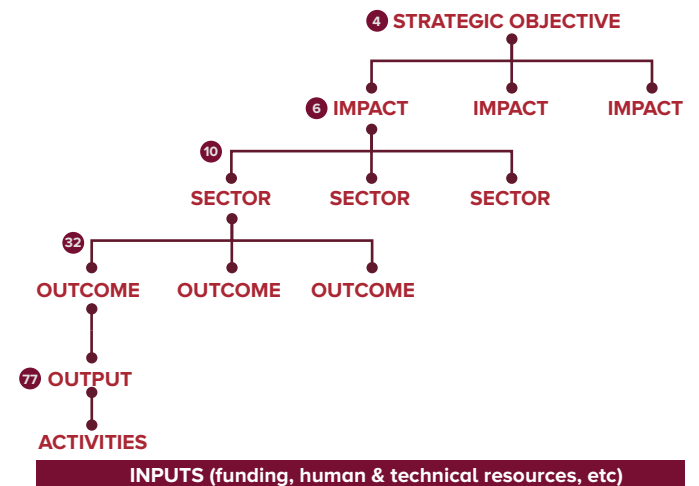 4 STRATEGIC OBJECTIVE
6 IMPACT IMPACT IMPACT
10
SECTOR SECTOR SECTOR
32
OUTCOME OUTCOME OUTCOME
77 OUTPUT
ACTIVITIES
INPUTS (funding, human & technical resources, etc)